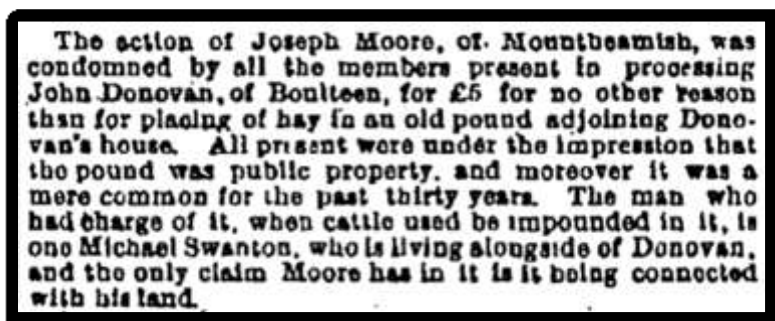 The action of Joseph Moore, of Mountbeamish, was
condomned by all the members present in processing
John Donovan, of Boulteen, for £5 for no other reason
than for placing of hay in an old pound adjoining Dono-
van's house. All present were under the impression that
the pound was public property, and moreover it was a
mere common for the past thirty years. The man who
had charge of it, when cattle used be impounded in it, is
one Michael Swanton, who is living alongside of Donovan,
and the only claim Moore has in it is it being connected
with his land.